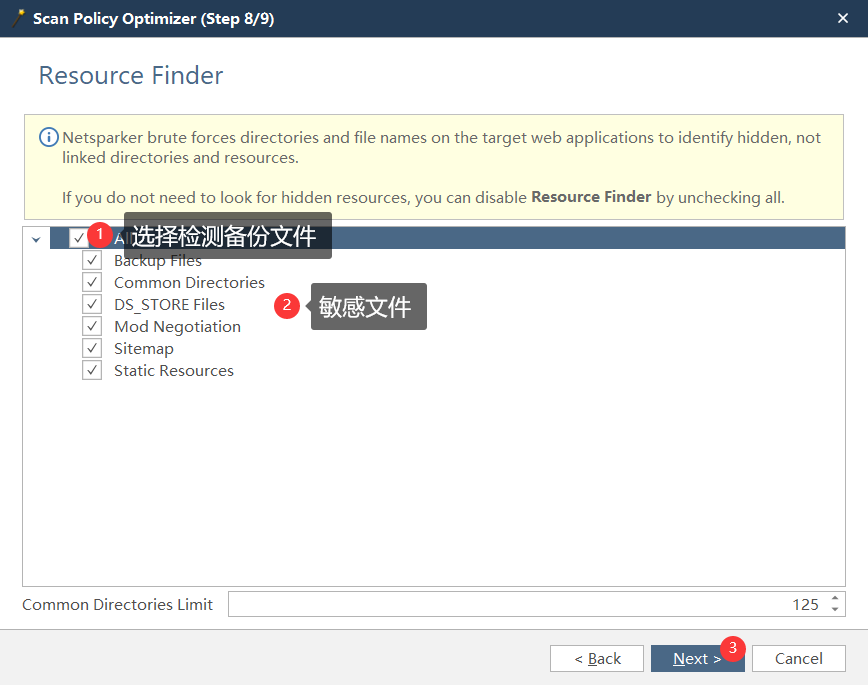 Scan Policy Optimizer (Step 8/9)
Resource Finder
Netsparker brute forces directories and file names on the target web applications to identify hidden, not
linked directories and resources.
If you do not need to look for hidden resources, you can disable Resource Finder by unchecking all.
1 选择检测备份文件
Backup Files
Common Directories
DS_STORE Files 2 敏感文件
Mod Negotiation
Sitemap
Static Resources
Common Directories Limit 125
< Back Next > 3 Cancel